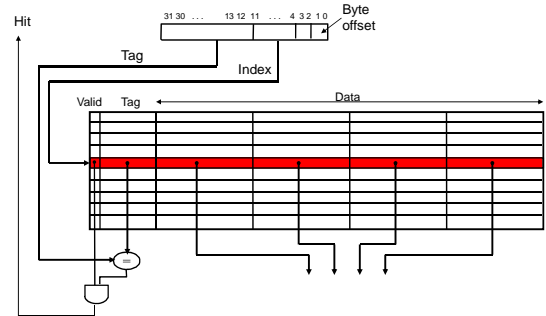 Hit
31 30 ... 13 12 11 ... 4 3 2 1 0
Byte
offset
Tag
Index
Valid Tag Data
=